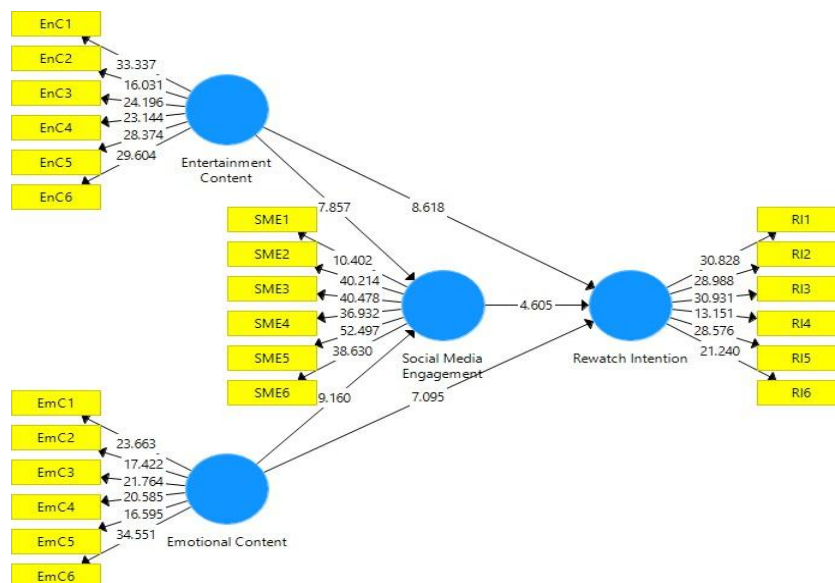 EnC1
EnC2
EnC3
EnC4
EnC5
EnC6
33.337
16.031
24.196
23.144
28.374
29.604
Entertainment
Content
7.857
8.618
SME1
SME2
SME3
SME4
SME5
SME6
10.402
40.214
40.478
36.932
52.497
38.630
Social Media
Engagement
4.605
RI1
RI2
RI3
RI4
RI5
RI6
30.828
28.988
30.931
13.151
28.576
21.240
Rewatch Intention
9.160
7.095
EmC1
EmC2
EmC3
EmC4
EmC5
EmC6
23.663
17.422
21.764
20.585
16.595
34.551
Emotional Content